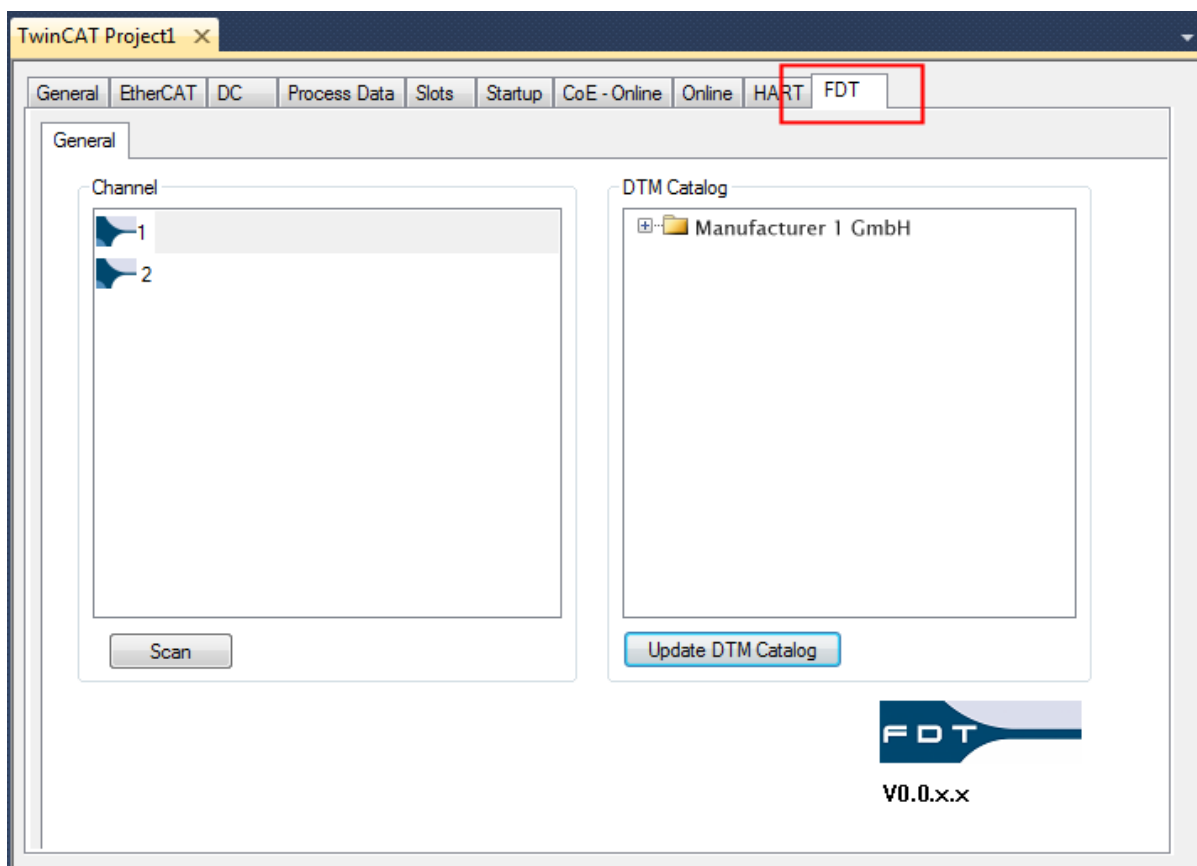 TwinCAT Project1
General EtherCAT DC Process Data Slots Startup CoE - Online Online HART FDT
General
Channel
1
2
Scan
DTM Catalog
Manufacturer 1 GmbH
Update DTM Catalog
FDT
V0.0.x.x